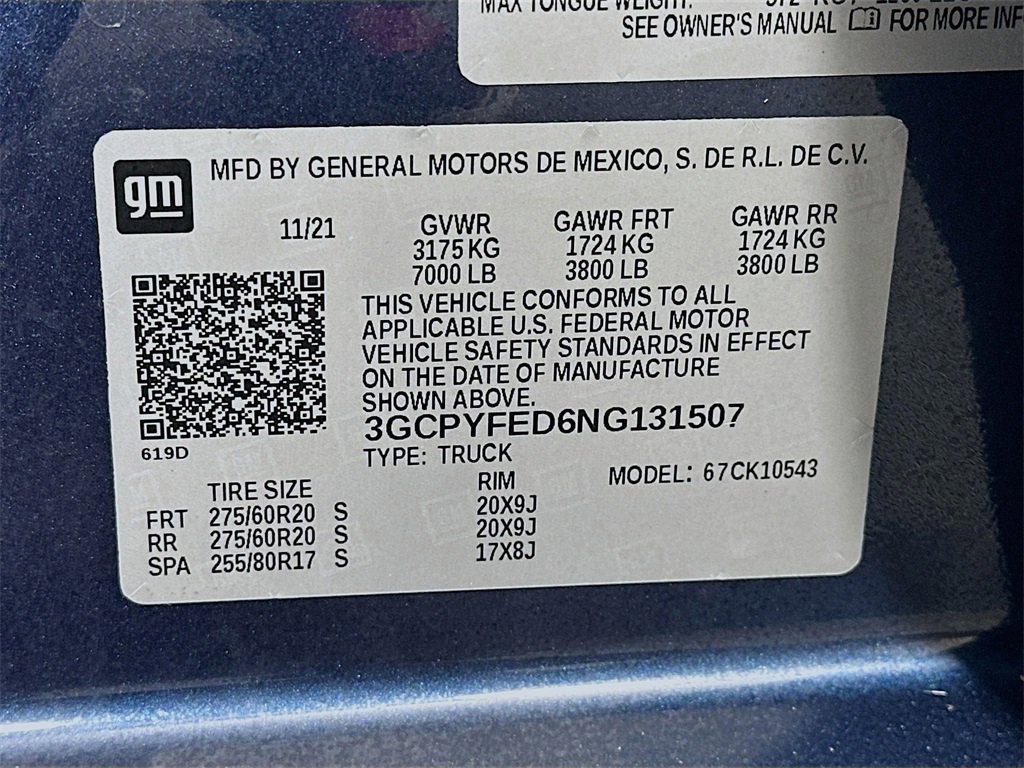 MAX TONGUE WEIGHT:
SEE OWNER'S MANUAL FOR MORE INF
gm
MFD BY GENERAL MOTORS DE MEXICO, S. DE R.L. DE C.V.
11/21 GVWR GAWR FRT GAWR RR
3175 KG 1724 KG 1724 KG
7000 LB 3800 LB 3800 LB
THIS VEHICLE CONFORMS TO ALL
APPLICABLE U.S. FEDERAL MOTOR
VEHICLE SAFETY STANDARDS IN EFFECT
ON THE DATE OF MANUFACTURE
SHOWN ABOVE.
3GCPYFED6NG131507
619D
TYPE: TRUCK
MODEL: 67CK10543
TIRE SIZE RIM
FRT 275/60R20 S 20X9J
RR 275/60R20 S 20X9J
SPA 255/80R17 S 17X8J